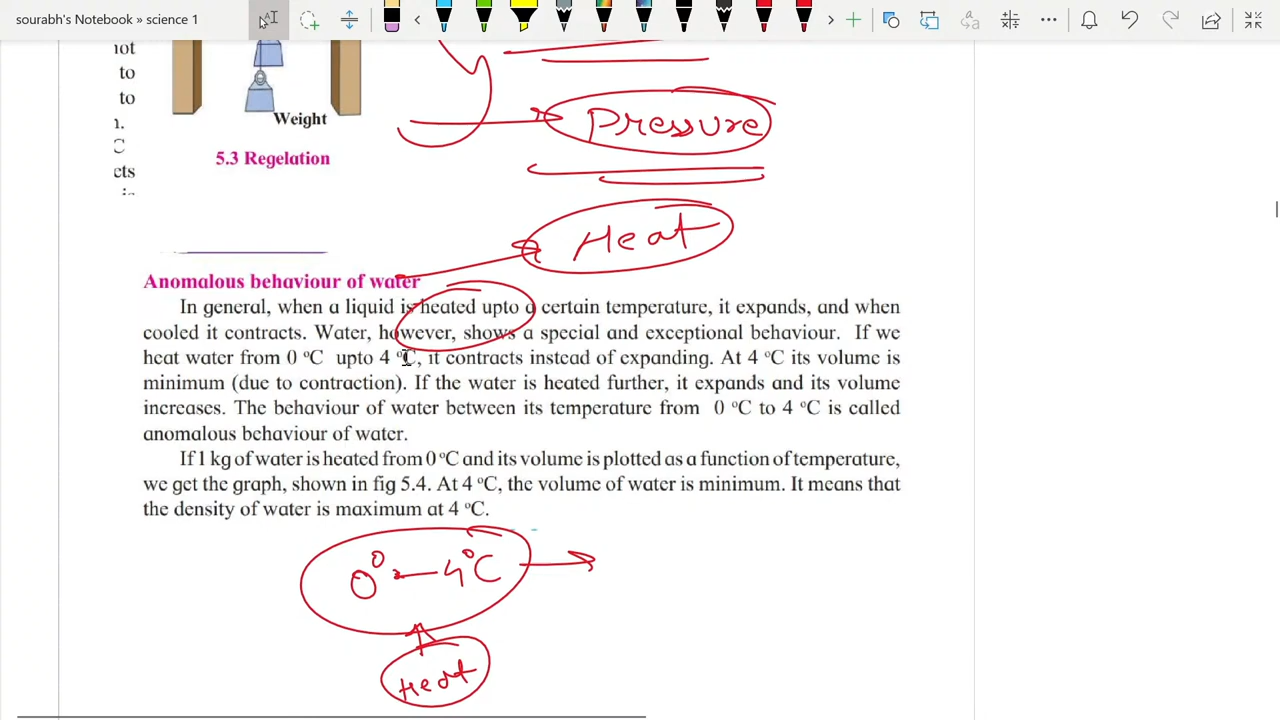 sourabh's Notebook » science 1
not
to
to
C
cts
is
Weight
5.3 Regelation
Pressure
Heat
Anomalous behaviour of water
In general, when a liquid is heated upto a certain temperature, it expands, and when
cooled it contracts. Water, however, shows a special and exceptional behaviour. If we
heat water from 0 °C upto 4 °C, it contracts instead of expanding. At 4 °C its volume is
minimum (due to contraction). If the water is heated further, it expands and its volume
increases. The behaviour of water between its temperature from 0 °C to 4 °C is called
anomalous behaviour of water.
If 1 kg of water is heated from 0 °C and its volume is plotted as a function of temperature,
we get the graph, shown in fig 5.4. At 4 °C, the volume of water is minimum. It means that
the density of water is maximum at 4 °C.
0° — 4°C
Heat